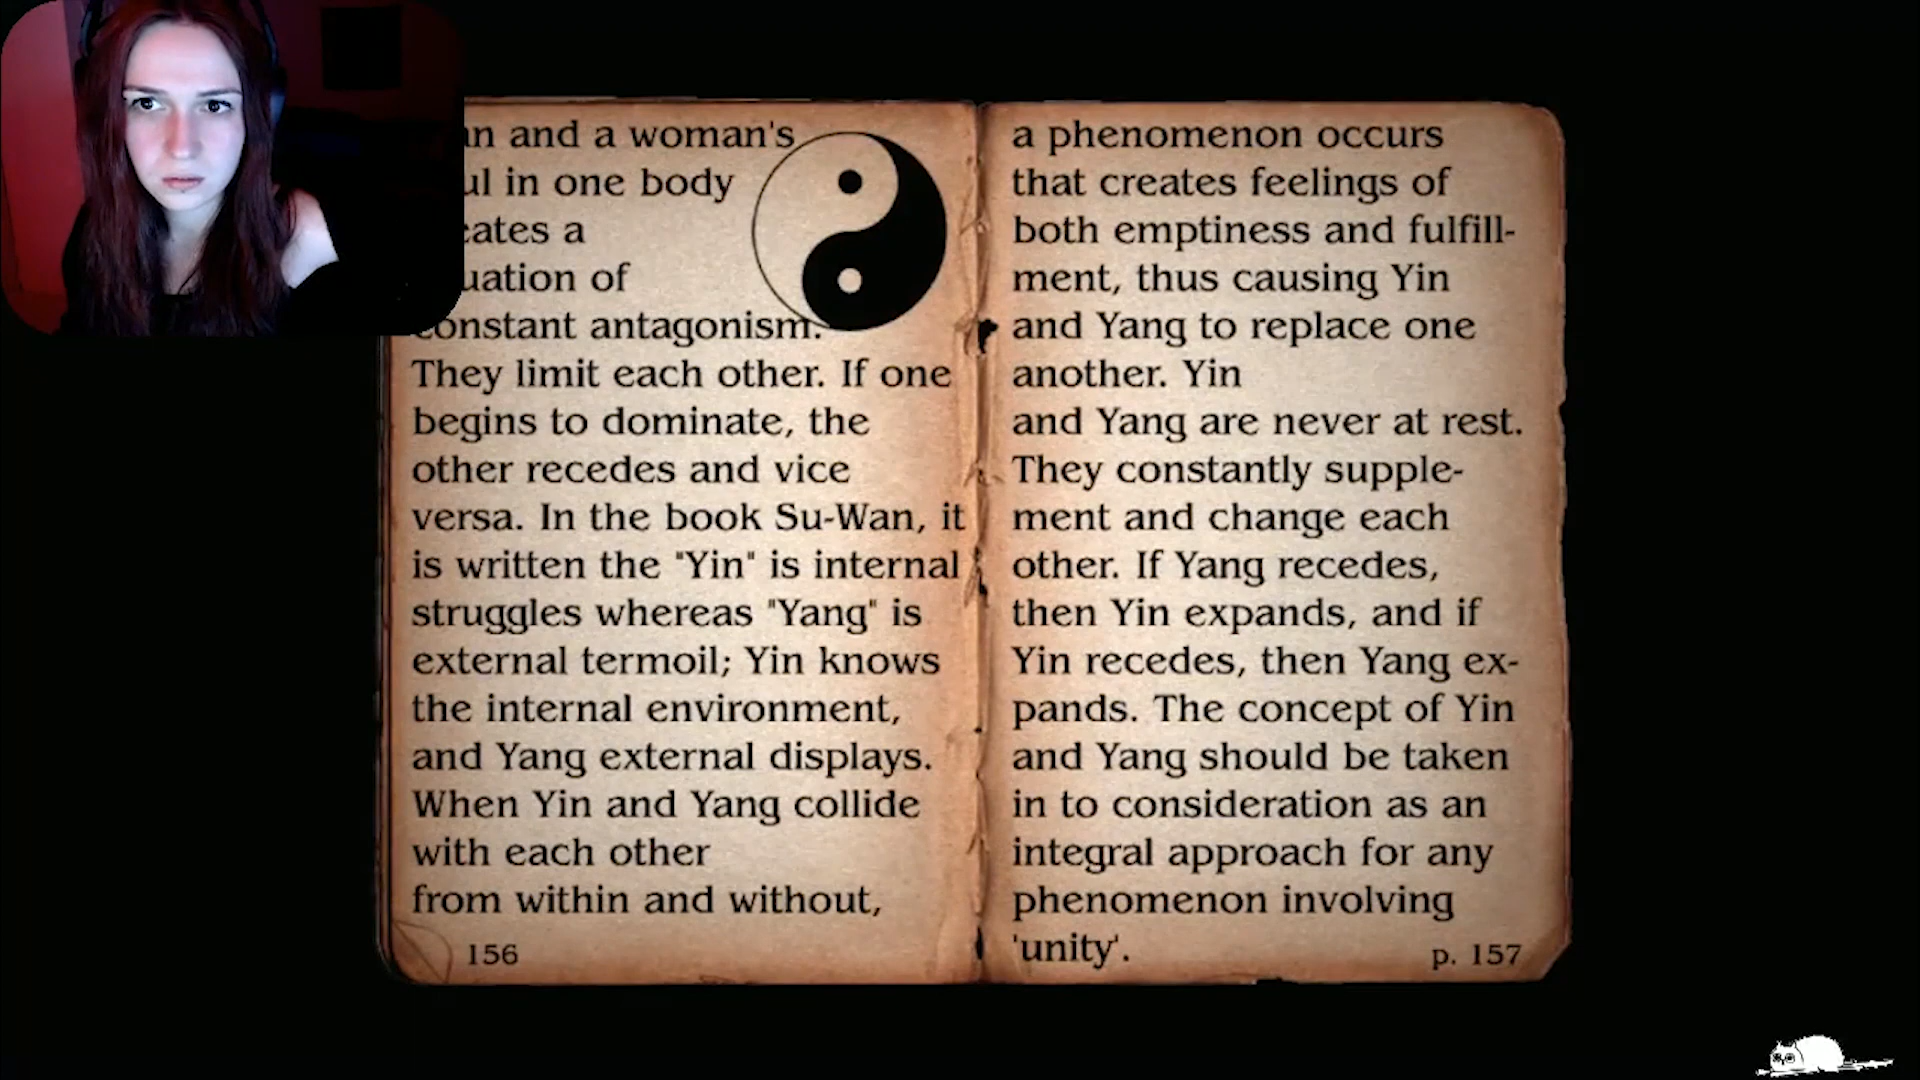 and a woman's
in one body
a
of
constant antagonism.
They limit each other. If one
begins to dominate, the
other recedes and vice
versa. In the book Su-Wan, it
is written the "Yin" is internal
struggles whereas "Yang" is
external termoil; Yin knows
the internal environment,
and Yang external displays.
When Yin and Yang collide
with each other
from within and without,
156
a phenomenon occurs
that creates feelings of
both emptiness and fulfill-
ment, thus causing Yin
and Yang to replace one
another. Yin
and Yang are never at rest.
They constantly supple-
ment and change each
other. If Yang recedes,
then Yin expands, and if
Yin recedes, then Yang ex-
pands. The concept of Yin
and Yang should be taken
in to consideration as an
integral approach for any
phenomenon involving
'unity'.
p. 157